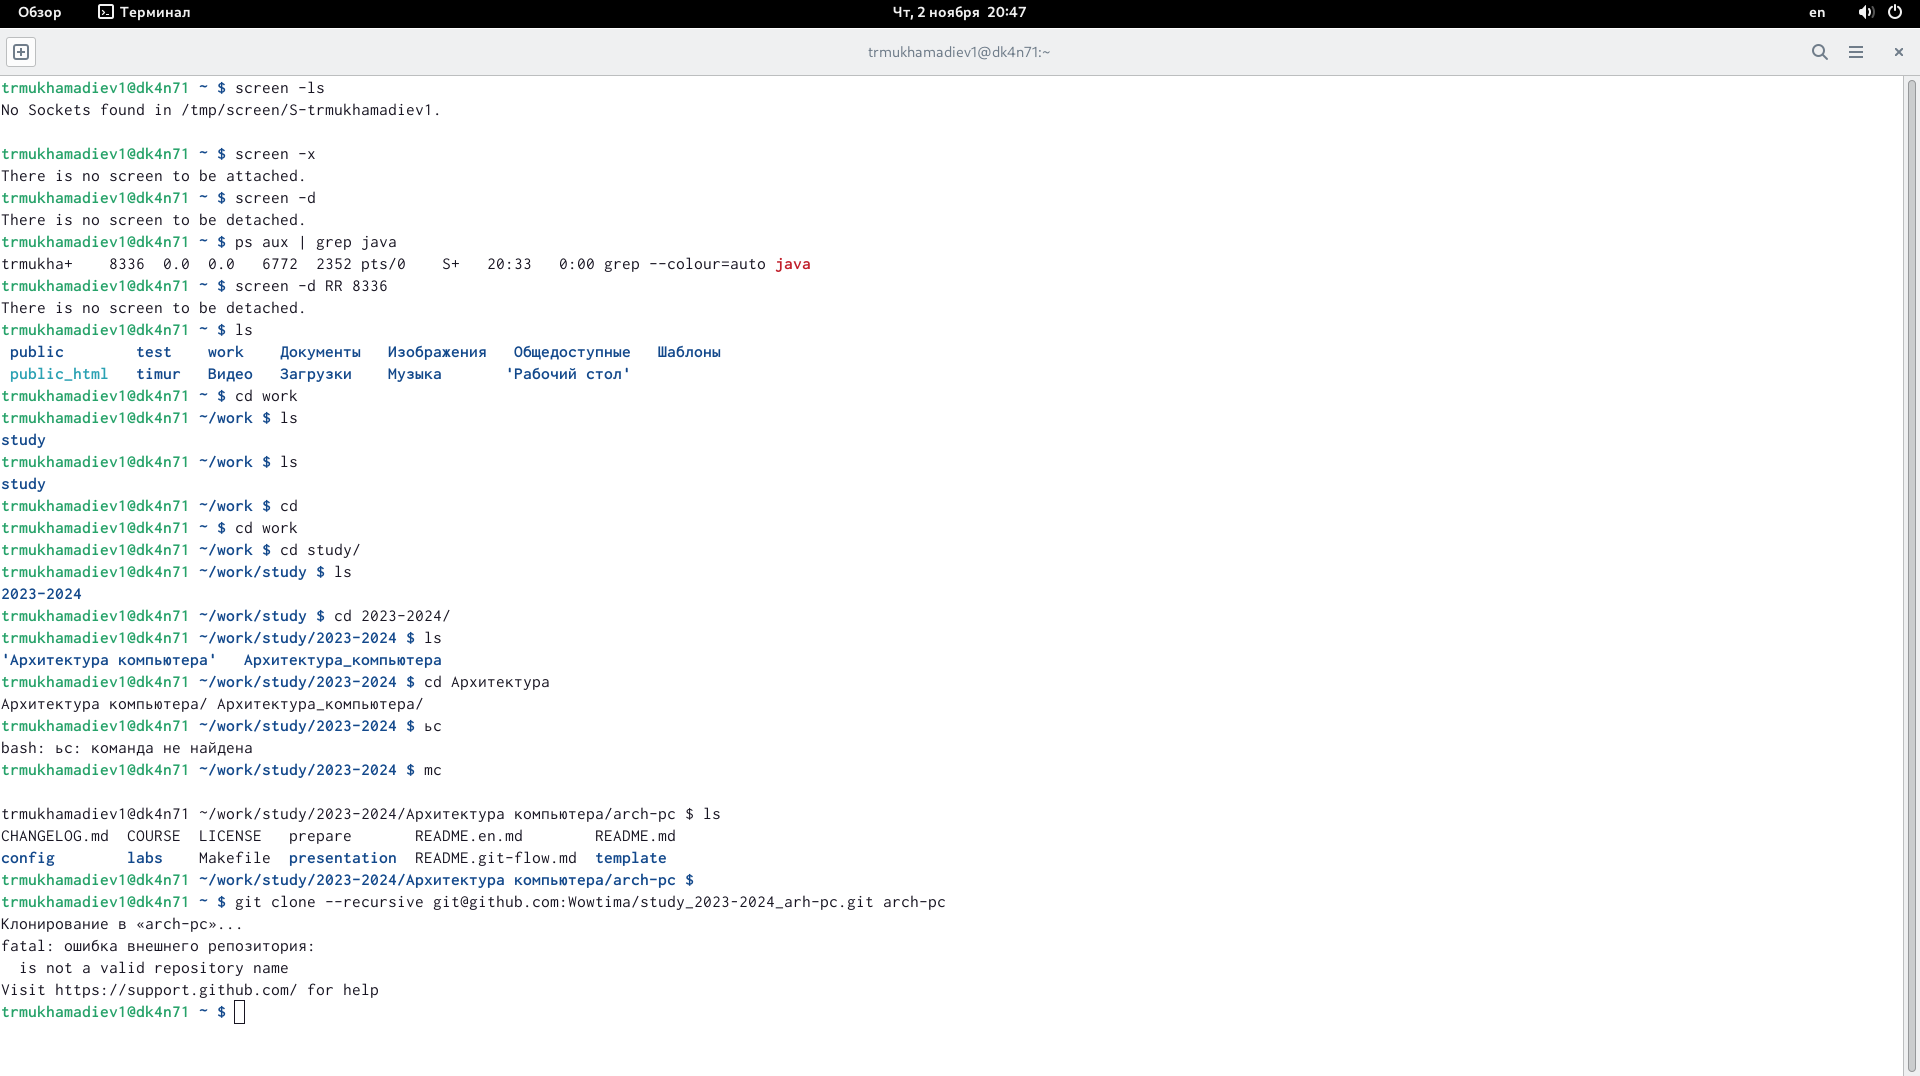 Обзор Терминал Чт, 2 ноября 20:47 en
trmukhamadiev1@dk4n71:~
trmukhamadiev1@dk4n71 ~ $ screen -ls
No Sockets found in /tmp/screen/S-trmukhamadiev1.
trmukhamadiev1@dk4n71 ~ $ screen -x
There is no screen to be attached.
trmukhamadiev1@dk4n71 ~ $ screen -d
There is no screen to be detached.
trmukhamadiev1@dk4n71 ~ $ ps aux | grep java
trmukha+    8336  0.0  0.0   6772  2352 pts/0    S+   20:33   0:00 grep --colour=auto java
trmukhamadiev1@dk4n71 ~ $ screen -d RR 8336
There is no screen to be detached.
trmukhamadiev1@dk4n71 ~ $ ls
public        test    work    Документы   Изображения   Общедоступные   Шаблоны
public_html   timur   Видео   Загрузки    Музыка       'Рабочий стол'
trmukhamadiev1@dk4n71 ~ $ cd work
trmukhamadiev1@dk4n71 ~/work $ ls
study
trmukhamadiev1@dk4n71 ~/work $ ls
study
trmukhamadiev1@dk4n71 ~/work $ cd
trmukhamadiev1@dk4n71 ~ $ cd work
trmukhamadiev1@dk4n71 ~/work $ cd study/
trmukhamadiev1@dk4n71 ~/work/study $ ls
2023-2024
trmukhamadiev1@dk4n71 ~/work/study $ cd 2023-2024/
trmukhamadiev1@dk4n71 ~/work/study/2023-2024 $ ls
'Архитектура компьютера'   Архитектура_компьютера
trmukhamadiev1@dk4n71 ~/work/study/2023-2024 $ cd Архитектура
Архитектура компьютера/ Архитектура_компьютера/
trmukhamadiev1@dk4n71 ~/work/study/2023-2024 $ ьс
bash: ьс: команда не найдена
trmukhamadiev1@dk4n71 ~/work/study/2023-2024 $ mc
trmukhamadiev1@dk4n71 ~/work/study/2023-2024/Архитектура компьютера/arch-pc $ ls
CHANGELOG.md  COURSE  LICENSE   prepare       README.en.md        README.md
config        labs    Makefile  presentation  README.git-flow.md  template
trmukhamadiev1@dk4n71 ~/work/study/2023-2024/Архитектура компьютера/arch-pc $
trmukhamadiev1@dk4n71 ~ $ git clone --recursive git@github.com:Wowtima/study_2023-2024_arh-pc.git arch-pc
Клонирование в «arch-pc»...
fatal: ошибка внешнего репозитория:
is not a valid repository name
Visit https://support.github.com/ for help
trmukhamadiev1@dk4n71 ~ $